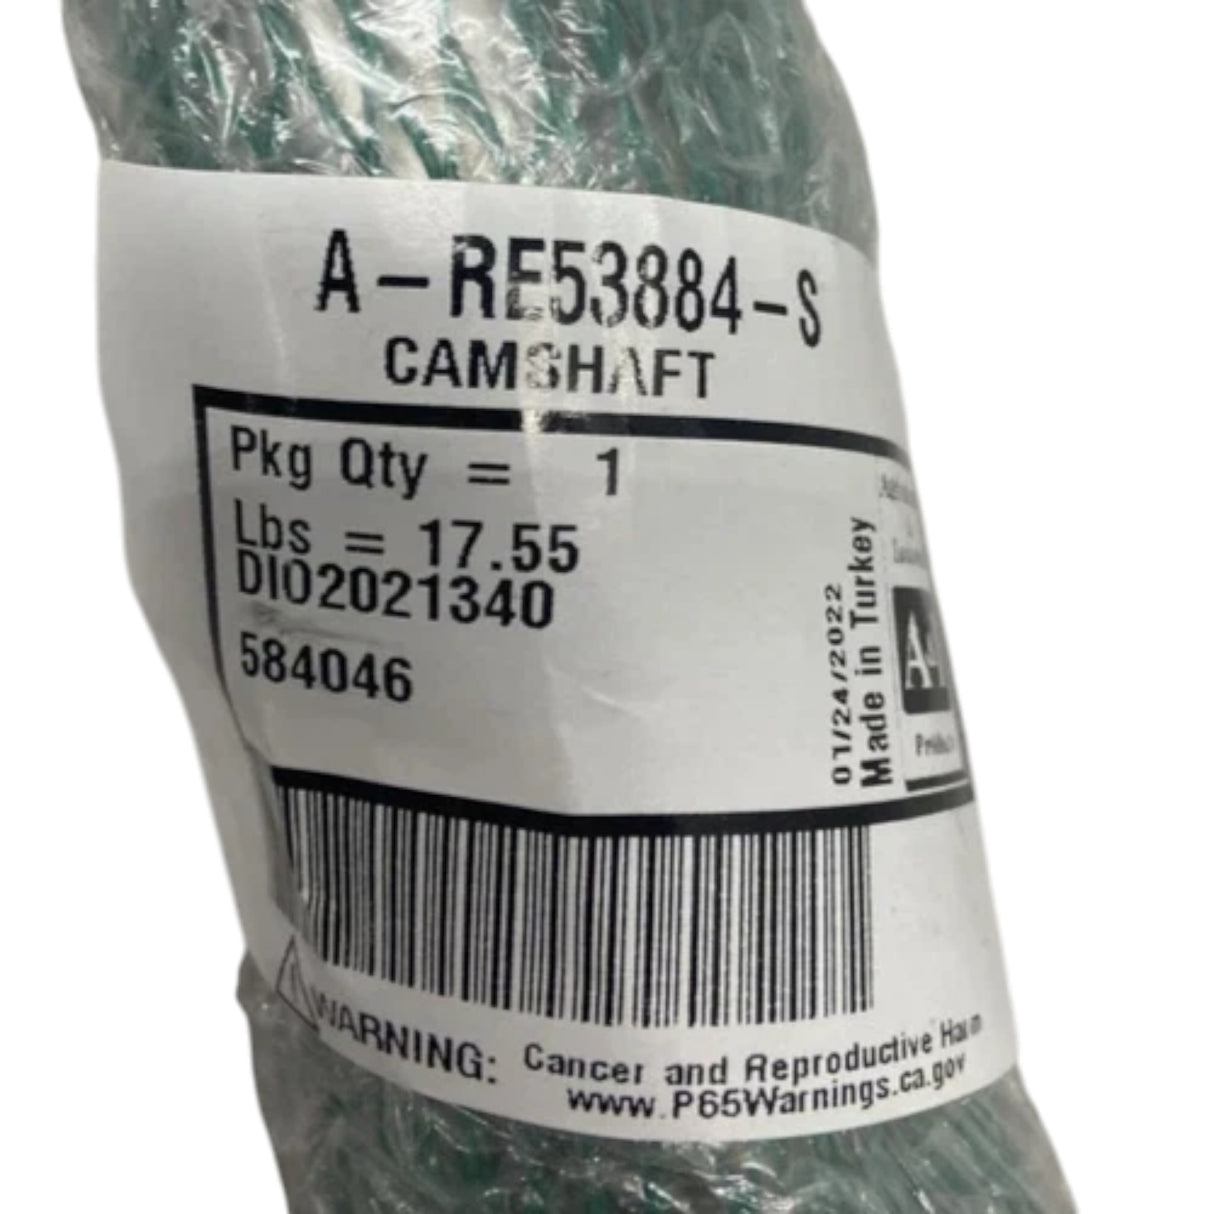 A-RE53884-S
CAMSHAFT
Pkg Qty = 1
Lbs = 17.55
DIO2021340
584046
01/24/2022
Made in Turkey
A&I
WARNING: Cancer and Reproductive Harm
www.P65Warnings.ca.gov